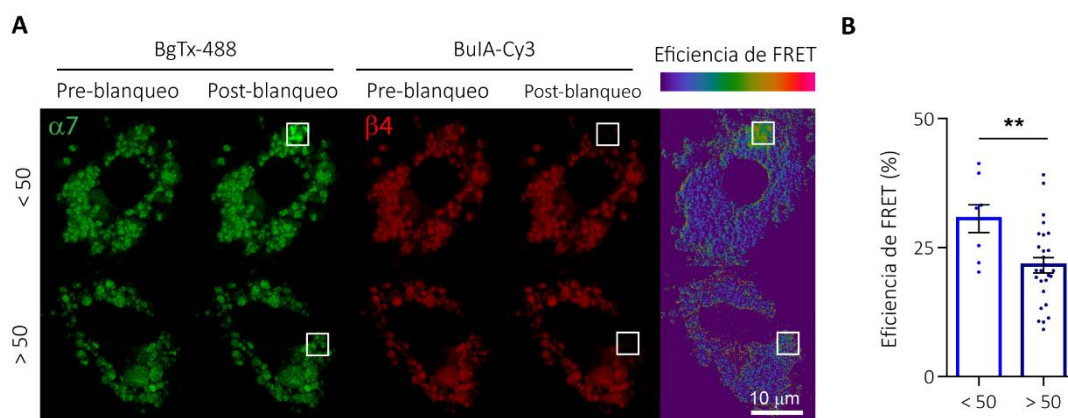 A
BgTx-488
BuIA-Cy3
Eficiencia de FRET
Pre-blanqueo
Post-blanqueo
Pre-blanqueo
Post-blanqueo
α7
β4
< 50
> 50
10 μm
B
**
Eficiencia de FRET (%)
50
25
0
< 50
> 50